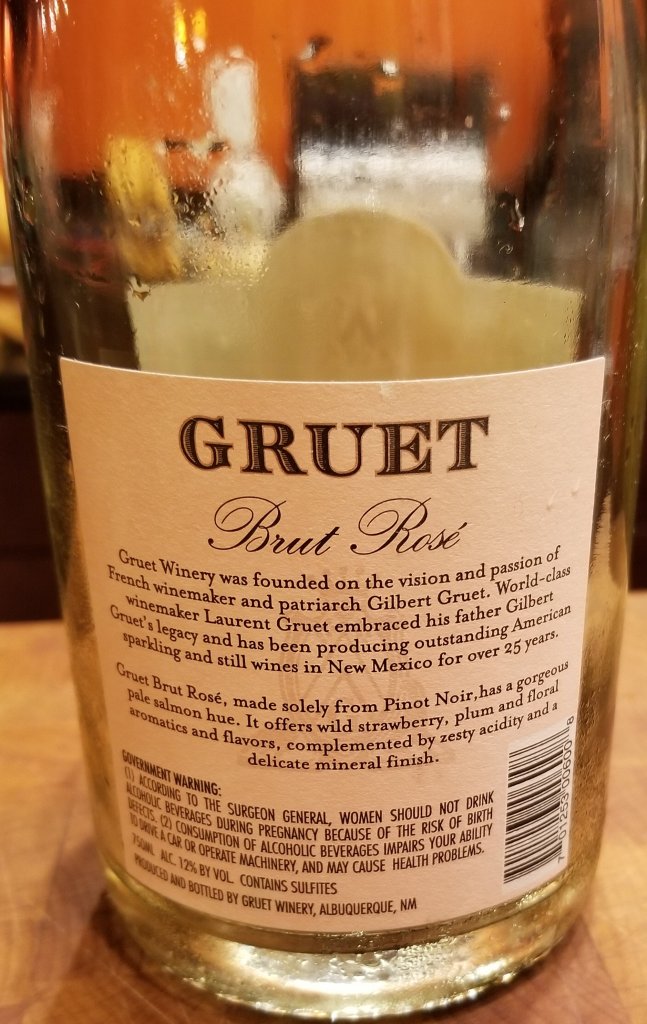 GRUET
Brut Rosé
Gruet Winery was founded on the vision and passion of
French winemaker and patriarch Gilbert Gruet. World-class
winemaker Laurent Gruet embraced his father Gilbert
Gruet's legacy and has been producing outstanding American
sparkling and still wines in New Mexico for over 25 years.
Gruet Brut Rosé, made solely from Pinot Noir,has a gorgeous
pale salmon hue. It offers wild strawberry, plum and floral
aromatics and flavors, complemented by zesty acidity and a
delicate mineral finish.
GOVERNMENT WARNING:
(1) ACCORDING TO THE SURGEON GENERAL, WOMEN SHOULD NOT DRINK
ALCOHOLIC BEVERAGES DURING PREGNANCY BECAUSE OF THE RISK OF BIRTH
DEFECTS. (2) CONSUMPTION OF ALCOHOLIC BEVERAGES IMPAIRS YOUR ABILITY
TO DRIVE A CAR OR OPERATE MACHINERY, AND MAY CAUSE HEALTH PROBLEMS.
750ML ALC. 12% BY VOL. CONTAINS SULFITES
PRODUCED AND BOTTLED BY GRUET WINERY, ALBUQUERQUE, NM
7 01253 00600 8